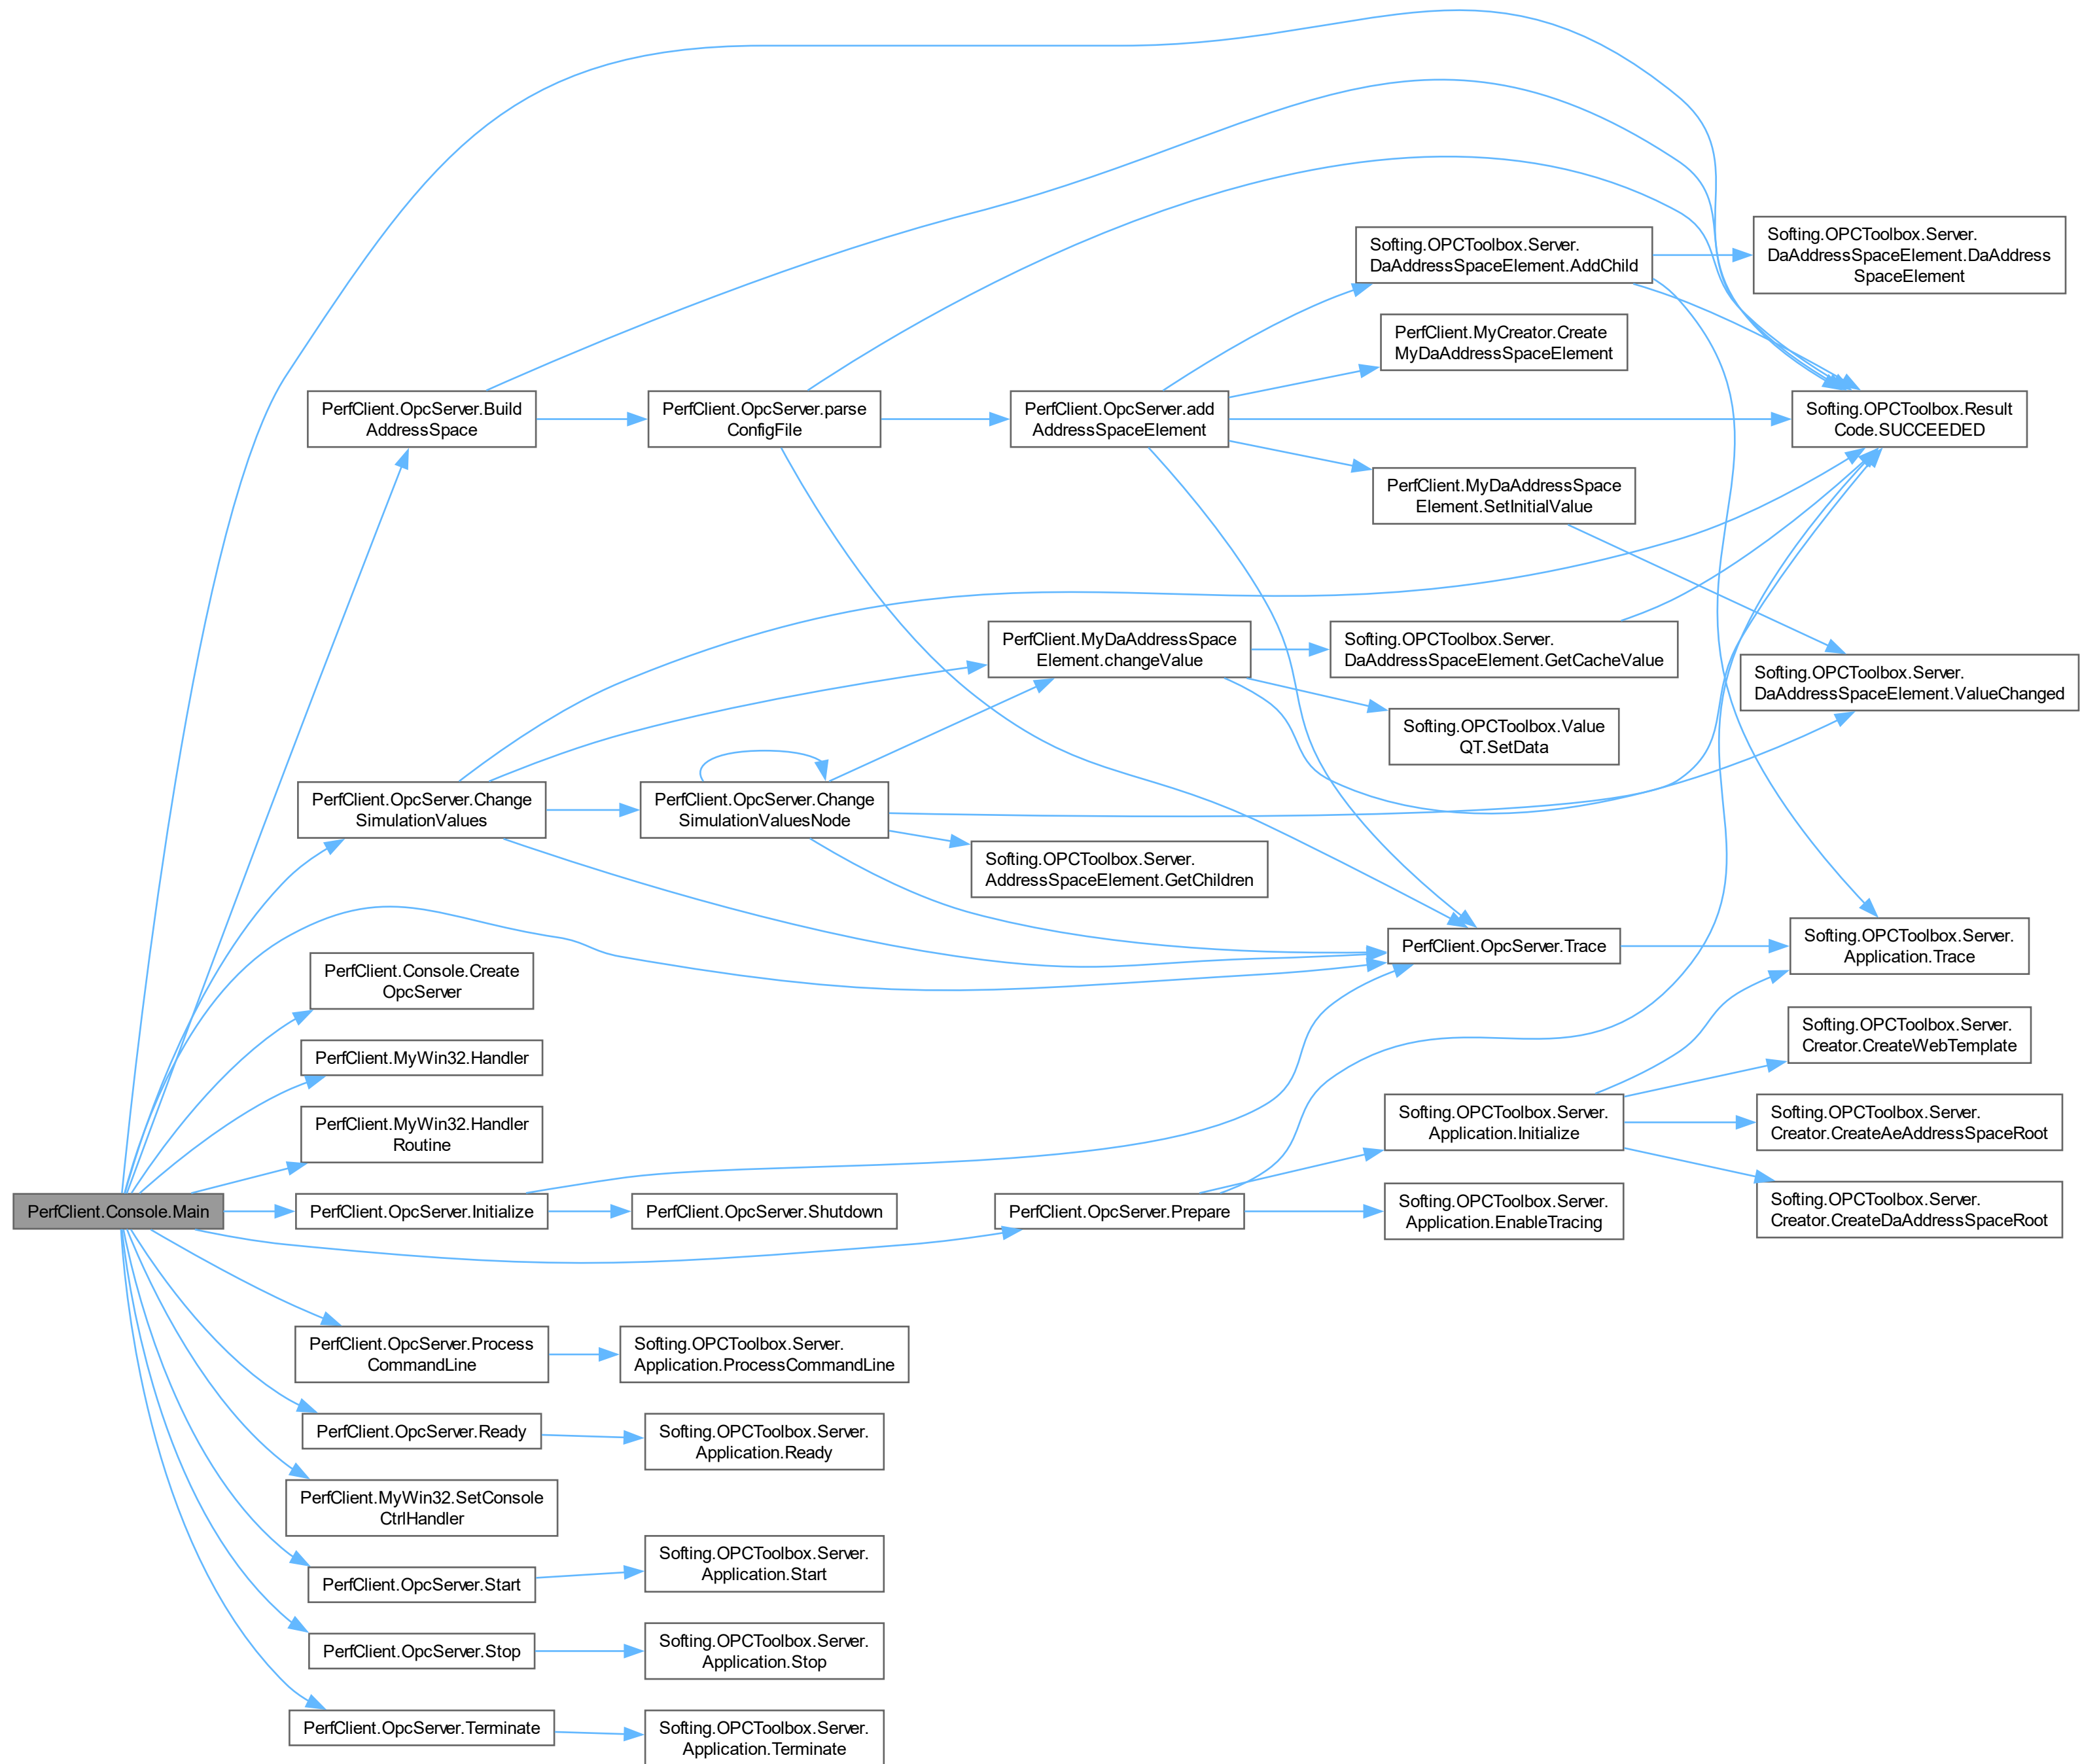 PerfClient.Console.Main
PerfClient.OpcServer.Build
AddressSpace
PerfClient.OpcServer.parse
ConfigFile
PerfClient.OpcServer.add
AddressSpaceElement
Softing.OPCToolbox.Server.
DaAddressSpaceElement.AddChild
Softing.OPCToolbox.Server.
DaAddressSpaceElement.DaAddress
SpaceElement
PerfClient.MyCreator.Create
MyDaAddressSpaceElement
Softing.OPCToolbox.Result
Code.SUCCEEDED
PerfClient.MyDaAddressSpace
Element.SetInitialValue
PerfClient.OpcServer.Change
SimulationValues
PerfClient.OpcServer.Change
SimulationValuesNode
PerfClient.MyDaAddressSpace
Element.changeValue
Softing.OPCToolbox.Server.
DaAddressSpaceElement.GetCacheValue
Softing.OPCToolbox.Server.
DaAddressSpaceElement.ValueChanged
Softing.OPCToolbox.Value
QT.SetData
Softing.OPCToolbox.Server.
AddressSpaceElement.GetChildren
PerfClient.OpcServer.Trace
Softing.OPCToolbox.Server.
Application.Trace
PerfClient.Console.Create
OpcServer
PerfClient.MyWin32.Handler
PerfClient.MyWin32.Handler
Routine
PerfClient.OpcServer.Initialize
PerfClient.OpcServer.Shutdown
PerfClient.OpcServer.Prepare
Softing.OPCToolbox.Server.
Application.Initialize
Softing.OPCToolbox.Server.
Application.EnableTracing
Softing.OPCToolbox.Server.
Creator.CreateWebTemplate
Softing.OPCToolbox.Server.
Creator.CreateAeAddressSpaceRoot
Softing.OPCToolbox.Server.
Creator.CreateDaAddressSpaceRoot
PerfClient.OpcServer.Process
CommandLine
Softing.OPCToolbox.Server.
Application.ProcessCommandLine
PerfClient.OpcServer.Ready
Softing.OPCToolbox.Server.
Application.Ready
PerfClient.MyWin32.SetConsole
CtrlHandler
PerfClient.OpcServer.Start
Softing.OPCToolbox.Server.
Application.Start
PerfClient.OpcServer.Stop
Softing.OPCToolbox.Server.
Application.Stop
PerfClient.OpcServer.Terminate
Softing.OPCToolbox.Server.
Application.Terminate